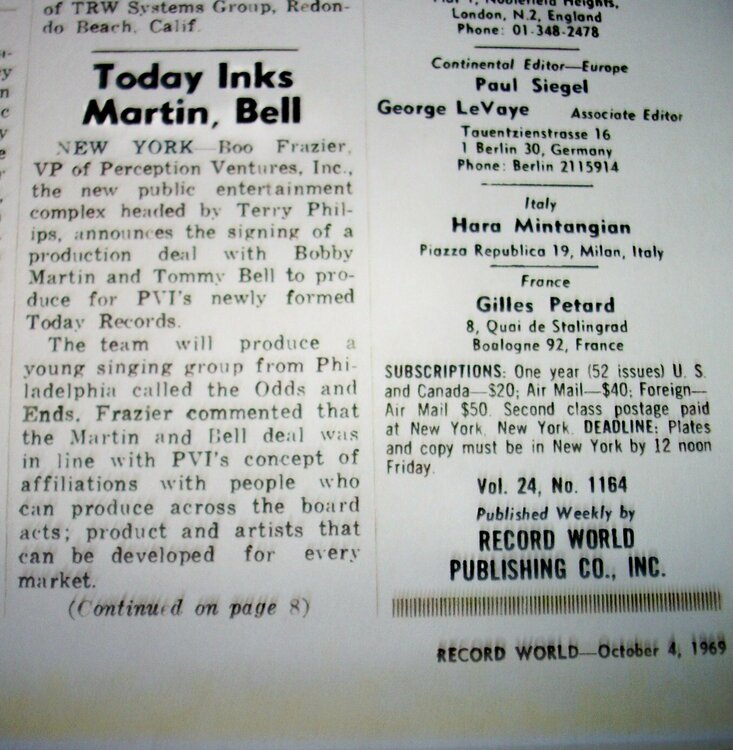 of TRW Systems Group, Redon-
do Beach, Calif.
Today Inks
Martin, Bell
NEW YORK—Boo Frazier,
VP of Perception Ventures, Inc.,
the new public entertainment
complex headed by Terry Phil-
ips, announces the signing of a
production deal with Bobby
Martin and Tommy Bell to pro-
duce for PVI's newly formed
Today Records.
The team will produce a
young singing group from Phi-
ladelphia called the Odds and
Ends. Frazier commented that
the Martin and Bell deal was
in line with PVI's concept of
affiliations with people who
can produce across the board
acts; product and artists that
can be developed for every
market.
(Continued on page 8)
London, N.2, England
Phone: 01-348-2478
Continental Editor—Europe
Paul Siegel
George LeVaye Associate Editor
Tauentzienstrasse 16
1 Berlin 30, Germany
Phone: Berlin 2115914
Italy
Hara Mintangian
Piazza Republica 19, Milan, Italy
France
Gilles Petard
8, Quai de Stalingrad
Boulogne 92, France
SUBSCRIPTIONS: One year (52 issues) U. S.
and Canada—$20; Air Mail—$40; Foreign—
Air Mail $50. Second class postage paid
at New York, New York. DEADLINE: Plates
and copy must be in New York by 12 noon
Friday.
Vol. 24, No. 1164
Published Weekly by
RECORD WORLD
PUBLISHING CO., INC.
RECORD WORLD—October 4, 1969